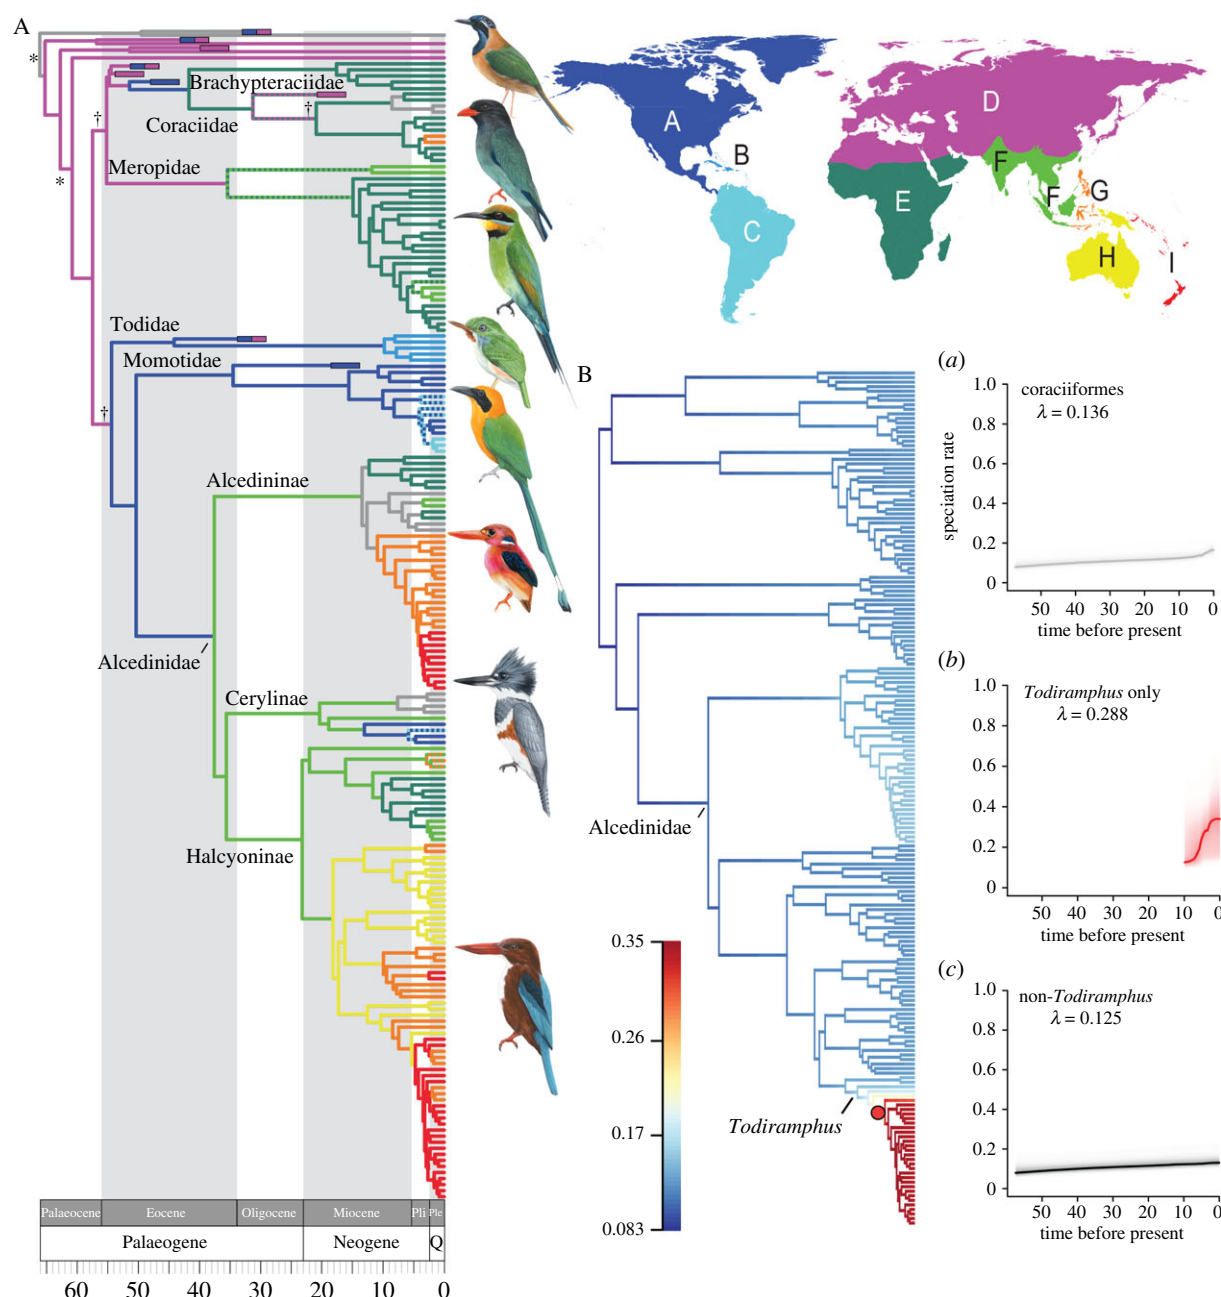 A
*
*
†
†
†
Brachypteraciidae
Coraciidae
Meropidae
Todidae
Momotidae
Alcedininae
Alcedinidae
Cerylinae
Halcyoninae
Palaeocene Eocene Oligocene Miocene Pli Ple
Palaeogene Neogene Q
60 50 40 30 20 10 0
A
B
C
D
E
F
F
G
H
I
B
Alcedinidae
Todiramphus
0.35
0.26
0.17
0.083
(a)
coraciiformes
λ = 0.136
speciation rate
1.0
0.8
0.6
0.4
0.2
0
50 40 30 20 10 0
time before present
(b)
Todiramphus only
λ = 0.288
1.0
0.8
0.6
0.4
0.2
0
50 40 30 20 10 0
time before present
(c)
non-Todiramphus
λ = 0.125
1.0
0.8
0.6
0.4
0.2
0
50 40 30 20 10 0
time before present